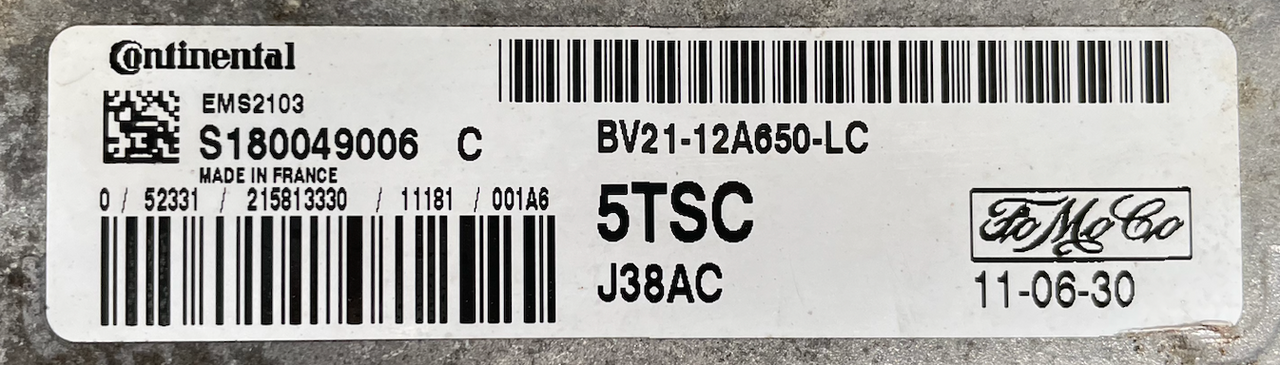 Continental
EMS2103
S180049006 C
MADE IN FRANCE
0 / 52331 / 215813330 / 11181 / 001A6
BV21-12A650-LC
5TSC
J38AC
FoMoCo
11-06-30